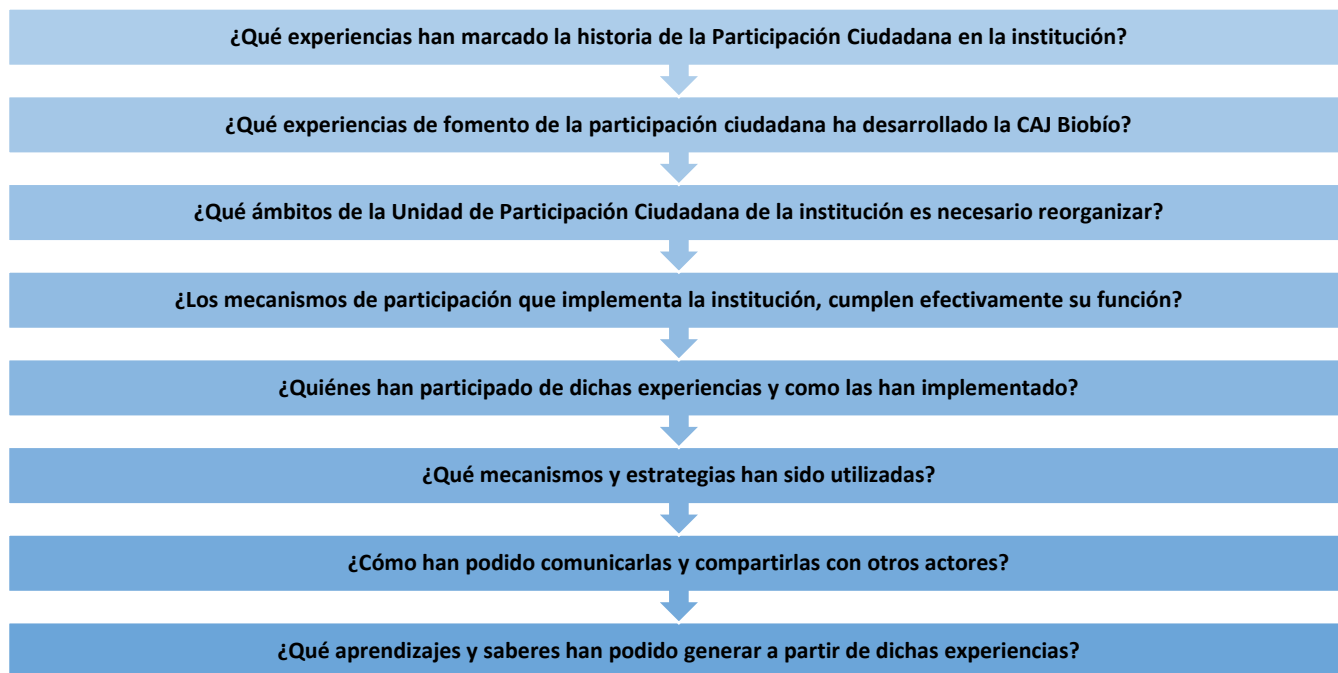 ¿Qué experiencias han marcado la historia de la Participación Ciudadana en la institución?
¿Qué experiencias de fomento de la participación ciudadana ha desarrollado la CAJ Biobío?
¿Qué ámbitos de la Unidad de Participación Ciudadana de la institución es necesario reorganizar?
¿Los mecanismos de participación que implementa la institución, cumplen efectivamente su función?
¿Quiénes han participado de dichas experiencias y como las han implementado?
¿Qué mecanismos y estrategias han sido utilizadas?
¿Cómo han podido comunicarlas y compartirlas con otros actores?
¿Qué aprendizajes y saberes han podido generar a partir de dichas experiencias?